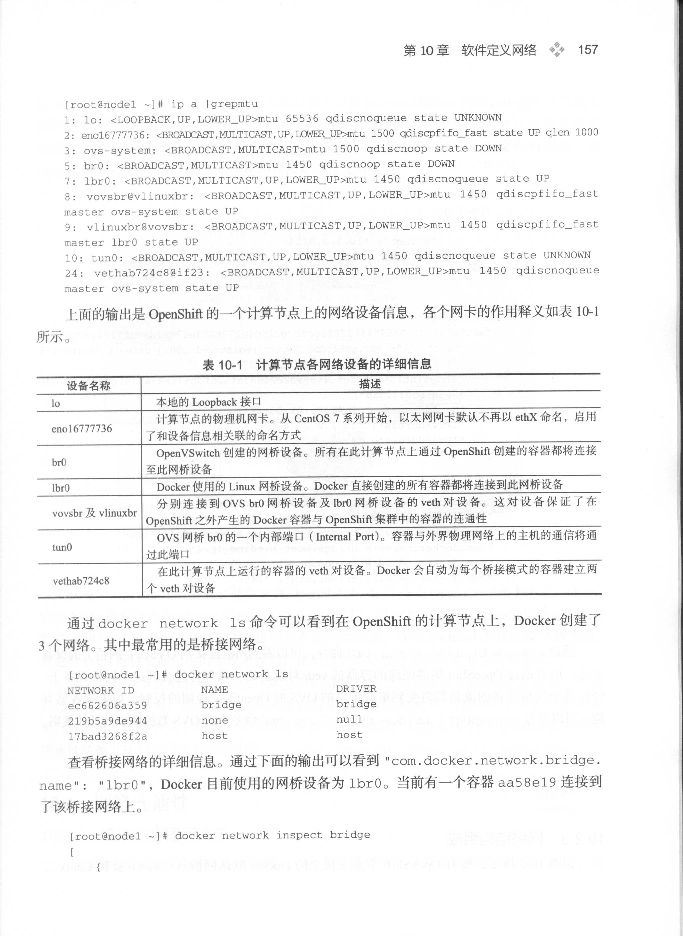 第 10 章 软件定义网络 157
[root@node1 ~]# ip a |grepmtu
1: lo: <LOOPBACK,UP,LOWER_UP>mtu 65536 qdiscnoqueue state UNKNOWN
2: eno16777736: <BROADCAST,MULTICAST,UP,LOWER_UP>mtu 1500 qdiscpfifo_fast state UP qlen 1000
3: ovs-system: <BROADCAST,MULTICAST>mtu 1500 qdiscnoop state DOWN
5: br0: <BROADCAST,MULTICAST>mtu 1450 qdiscnoop state DOWN
7: lbr0: <BROADCAST,MULTICAST,UP,LOWER_UP>mtu 1450 qdiscnoqueue state UP
8: vovsbr@vlinuxbr: <BROADCAST,MULTICAST,UP,LOWER_UP>mtu 1450 qdiscpfifo_fast
master ovs-system state UP
9: vlinuxbr@vovsbr: <BROADCAST,MULTICAST,UP,LOWER_UP>mtu 1450 qdiscpfifo_fast
master lbr0 state UP
10: tun0: <BROADCAST,MULTICAST,UP,LOWER_UP>mtu 1450 qdiscnoqueue state UNKNOWN
24: vethab724c8@if23: <BROADCAST,MULTICAST,UP,LOWER_UP>mtu 1450 qdiscnoqueue
master ovs-system state UP
上面的输出是 OpenShift 的一个计算节点上的网络设备信息，各个网卡的作用释义如表 10-1
所示。
表 10-1 计算节点各网络设备的详细信息
设备名称 描述
lo 本地的 Loopback 接口
eno16777736 计算节点的物理机网卡。从 CentOS 7 系列开始，以太网网卡默认不再以 ethX 命名，启用
了和设备信息相关联的命名方式
br0 OpenVSwitch 创建的网桥设备。所有在此计算节点上通过 OpenShift 创建的容器都将连接
至此网桥设备
lbr0 Docker 使用的 Linux 网桥设备。Docker 直接创建的所有容器都将连接到此网桥设备
vovsbr 及 vlinuxbr 分别连接到 OVS br0 网桥设备及 lbr0 网桥设备的 veth 对设备。这对设备保证了在
OpenShift 之外产生的 Docker 容器与 OpenShift 集群中的容器的连通性
tun0 OVS 网桥 br0 的一个内部端口（Internal Port）。容器与外界物理网络上的主机的通信将通
过此端口
vethab724c8 在此计算节点上运行的容器的 veth 对设备。Docker 会自动为每个桥接模式的容器建立两
个 veth 对设备
通过 docker network ls 命令可以看到在 OpenShift 的计算节点上，Docker 创建了
3 个网络。其中最常用的是桥接网络。
[root@node1 ~]# docker network ls
NETWORK ID NAME DRIVER
ec662606a359 bridge bridge
219b5a9de944 none null
17bad3268f2a host host
查看桥接网络的详细信息。通过下面的输出可以看到 "com.docker.network.bridge.
name": "lbr0"，Docker 目前使用的网桥设备为 lbr0。当前有一个容器 aa58e19 连接到
了该桥接网络上。
[root@node1 ~]# docker network inspect bridge
[
{